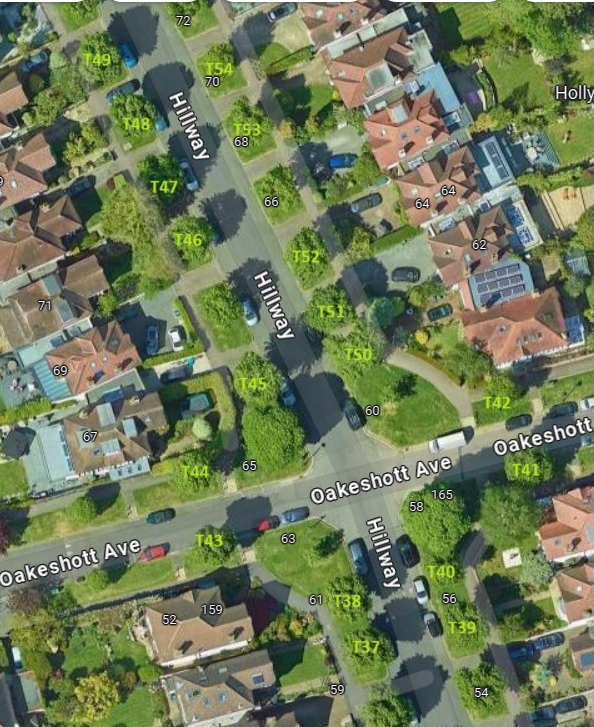 72
T49
T54
70
Hillway
Holly
T48
T53
68
T47
64
64
66
T46
62
T52
71
Hillway
T51
T50
69
T45
60
T42
67
Oakeshott
65
T44
Oakeshott Ave
T41
165
58
Hillway
63
T43
Oakeshott Ave
T40
61
T38
56
159
52
T39
T37
59
54